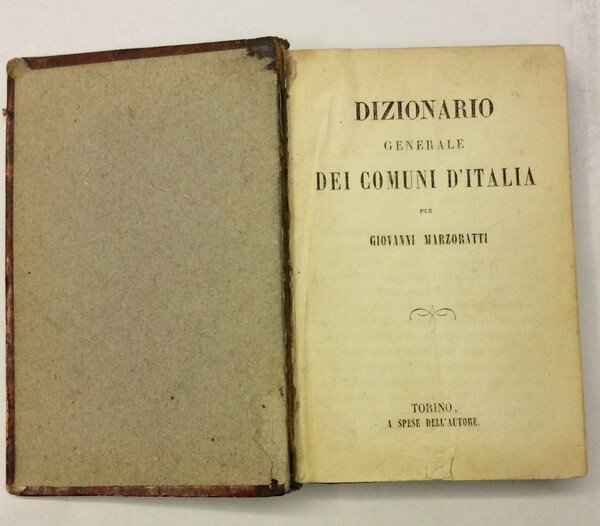 DIZIONARIO
GENERALE
DEI COMUNI D'ITALIA
PER
GIOVANNI MARZORATTI
TORINO,
A SPESE DELL'AUTORE.